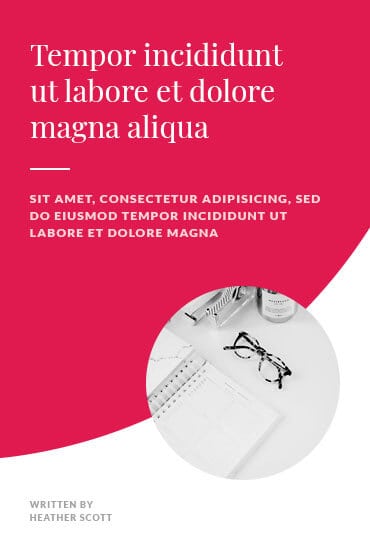 Tempor incididunt
ut labore et dolore
magna aliqua
SIT AMET, CONSECTETUR ADIPISICING, SED
DO EIUSMOD TEMPOR INCIDIDUNT UT
LABORE ET DOLORE MAGNA
WRITTEN BY
HEATHER SCOTT